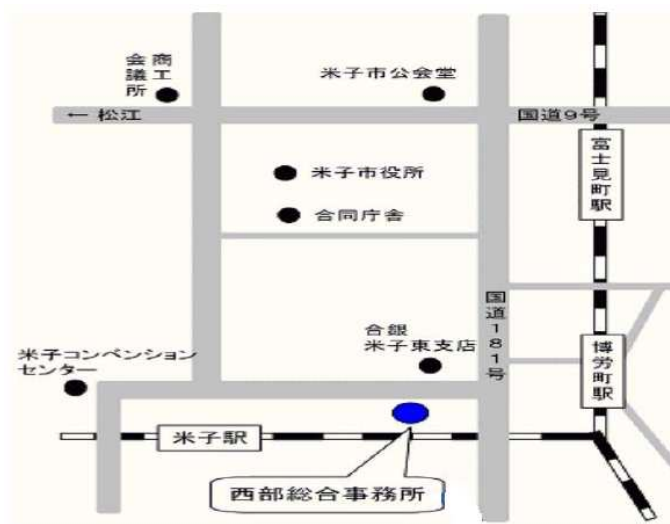 商工会議所
米子市公会堂
← 松江
国道9号
富士見町駅
米子市役所
合同庁舎
国道181号
合銀
米子東支店
博労町駅
米子コンベンション
センター
米子駅
西部総合事務所